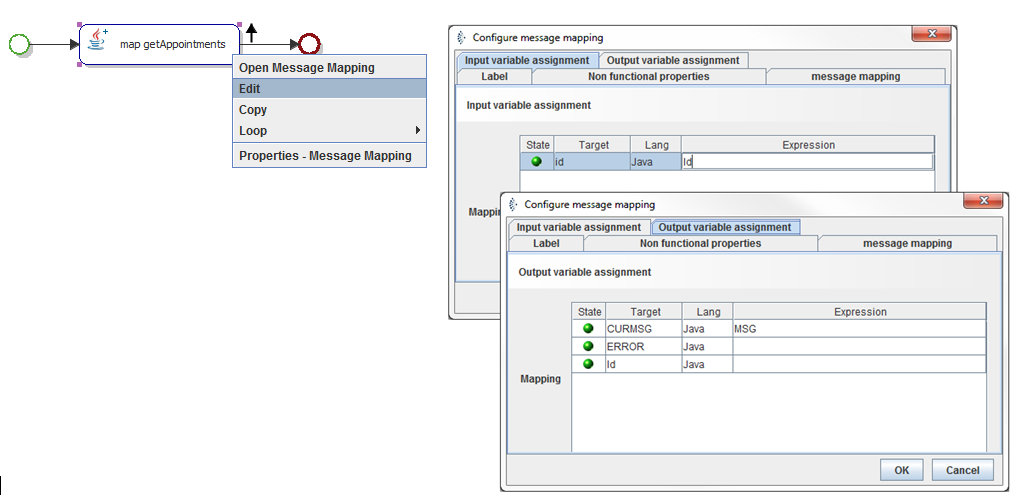 map getAppointments
Open Message Mapping
Edit
Copy
Loop
Properties - Message Mapping
Configure message mapping
Input variable assignment Output variable assignment
Label Non functional properties message mapping
Input variable assignment
State Target Lang Expression
id Java Id
Configure message mapping
Input variable assignment Output variable assignment
Label Non functional properties message mapping
Output variable assignment
State Target Lang Expression
CURMSG Java MSG
ERROR Java
Id Java
Mapping
OK Cancel